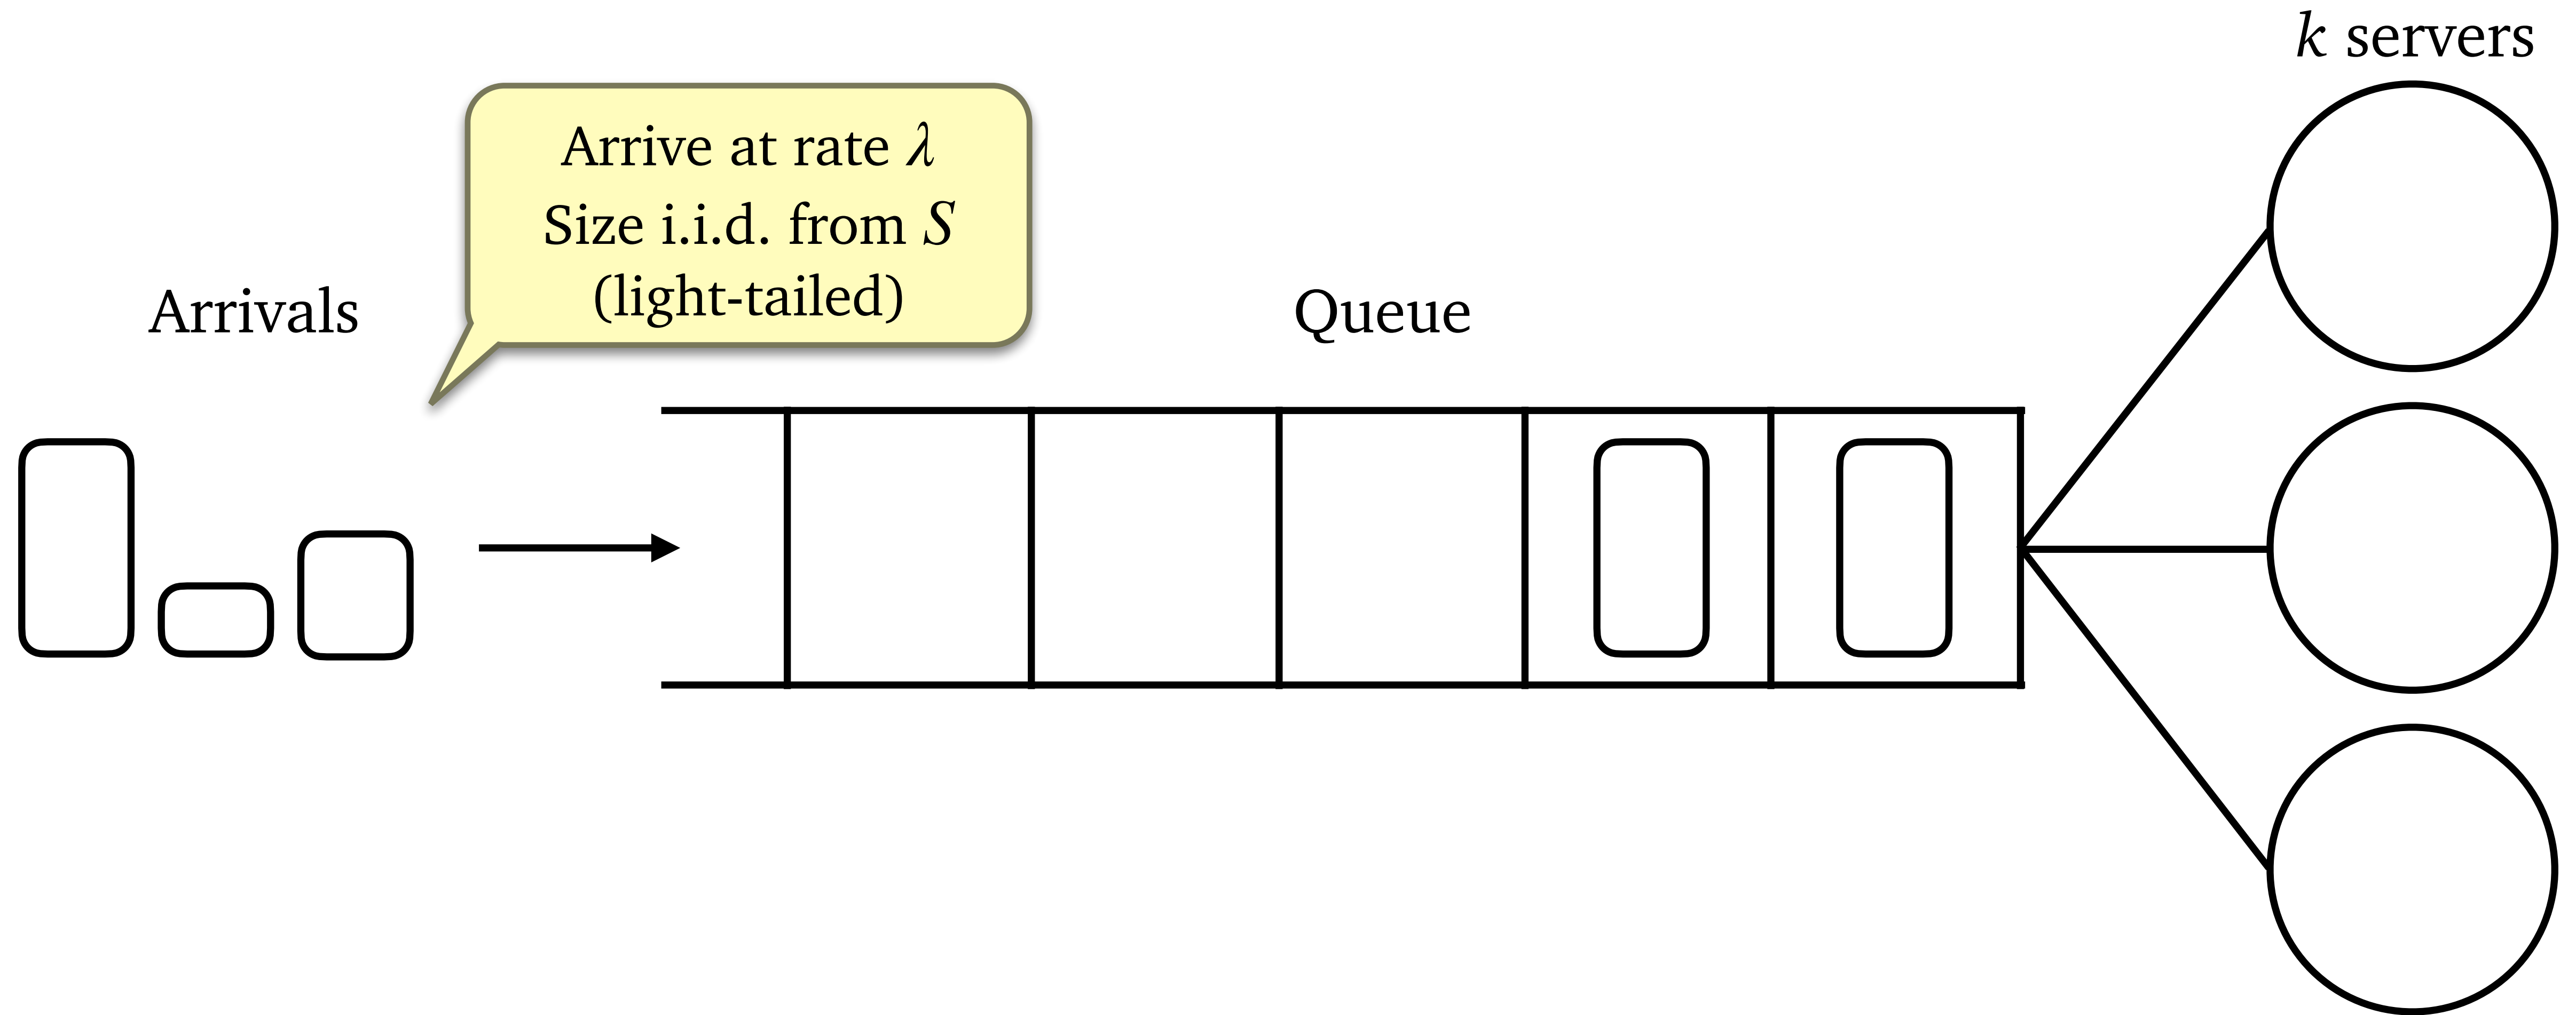 k servers
Arrive at rate λ
Size i.i.d. from S
(light-tailed)
Arrivals
Queue